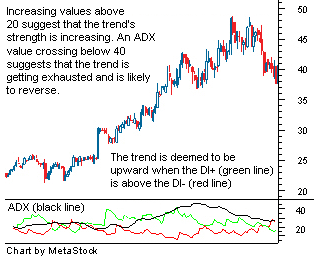 Increasing values above
20 suggest that the trend's
strength is increasing. An ADX
value crossing below 40
suggests that the trend is
getting exhausted and is likely
to reverse.
50
45
40
35
30
25
20
The trend is deemed to be
upward when the DI+ (green line)
is above the DI- (red line)
ADX (black line)
40
20
Chart by MetaStock